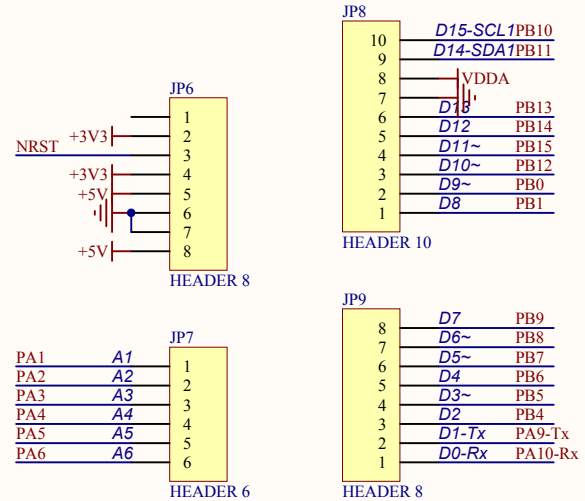 JP6
1
+3V3 2
NRST 3
+3V3 4
+5V 5
6
7
+5V 8
HEADER 8
JP8
10 D15-SCL1 PB10
9 D14-SDA1 PB11
8 VDDA
7
6 D13 PB13
5 D12 PB14
4 D11~ PB15
3 D10~ PB12
2 D9~ PB0
1 D8 PB1
HEADER 10
JP7
PA1 A1 1
PA2 A2 2
PA3 A3 3
PA4 A4 4
PA5 A5 5
PA6 A6 6
HEADER 6
JP9
8 D7 PB9
7 D6~ PB8
6 D5~ PB7
5 D4 PB6
4 D3~ PB5
3 D2 PB4
2 D1-Tx PA9-Tx
1 D0-Rx PA10-Rx
HEADER 8